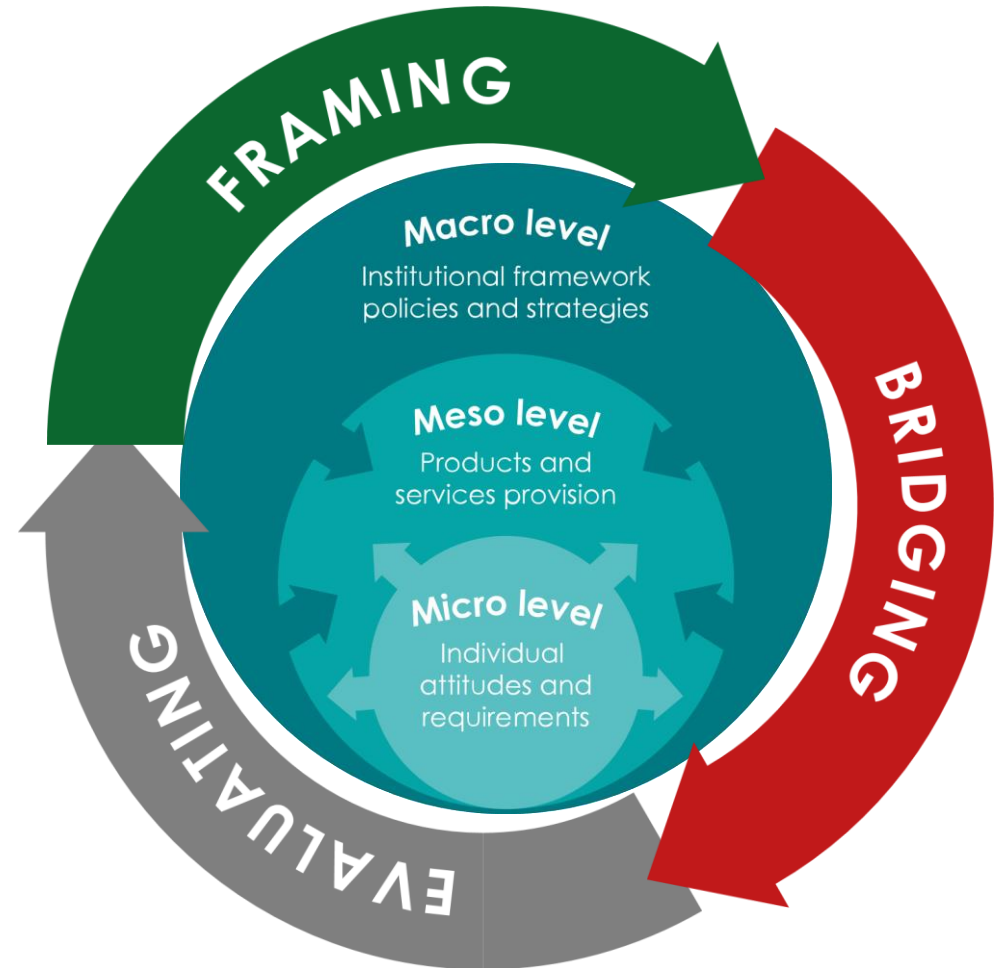 FRAMING
Macro level
Institutional framework
policies and strategies
Meso level
Products and
services provision
Micro level
Individual
attitudes and
requirements
BRIDGING
EVALUATING